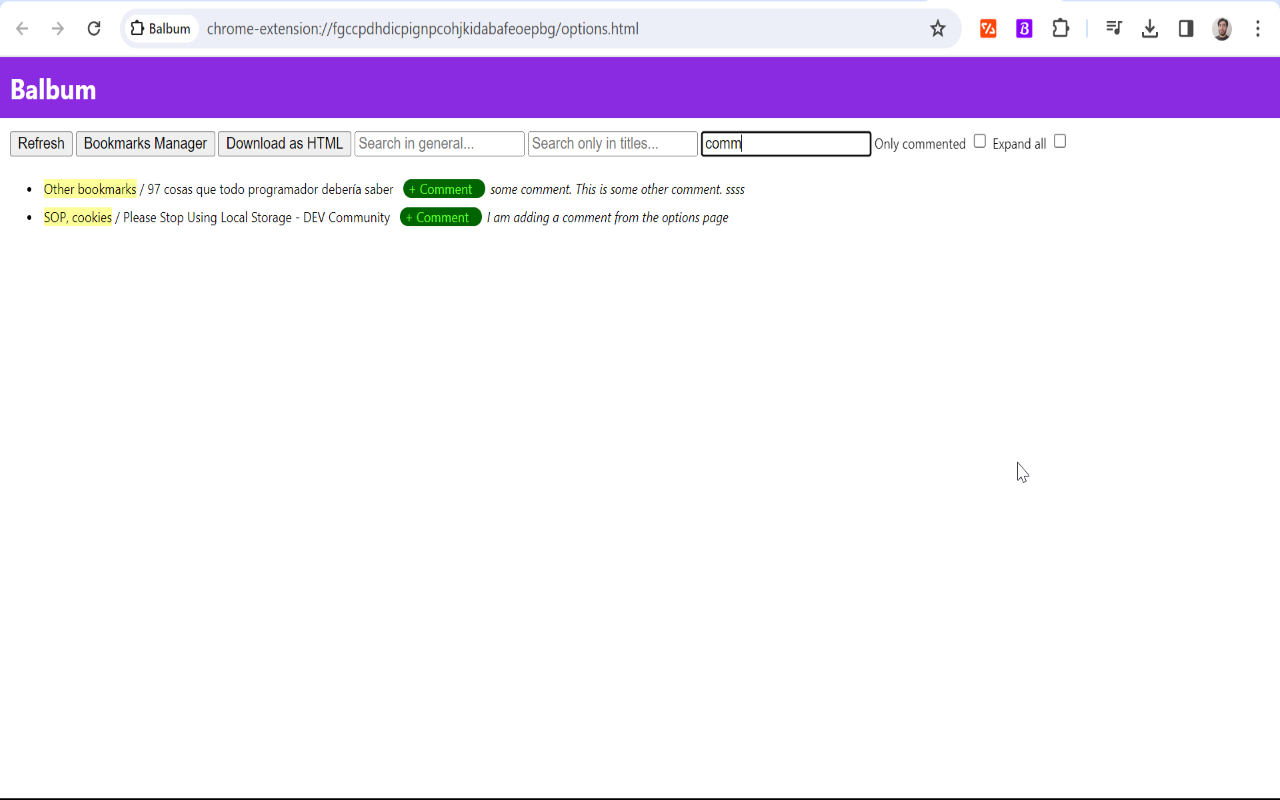 Balbum chrome-extension://fgccpdhdicpignpcohjkidabafeoepbg/options.html
Balbum
Refresh Bookmarks Manager Download as HTML Search in general... Search only in titles... comm Only commented Expand all
Other bookmarks / 97 cosas que todo programador debería saber + Comment some comment. This is some other comment. ssss
SOP, cookies / Please Stop Using Local Storage - DEV Community + Comment I am adding a comment from the options page